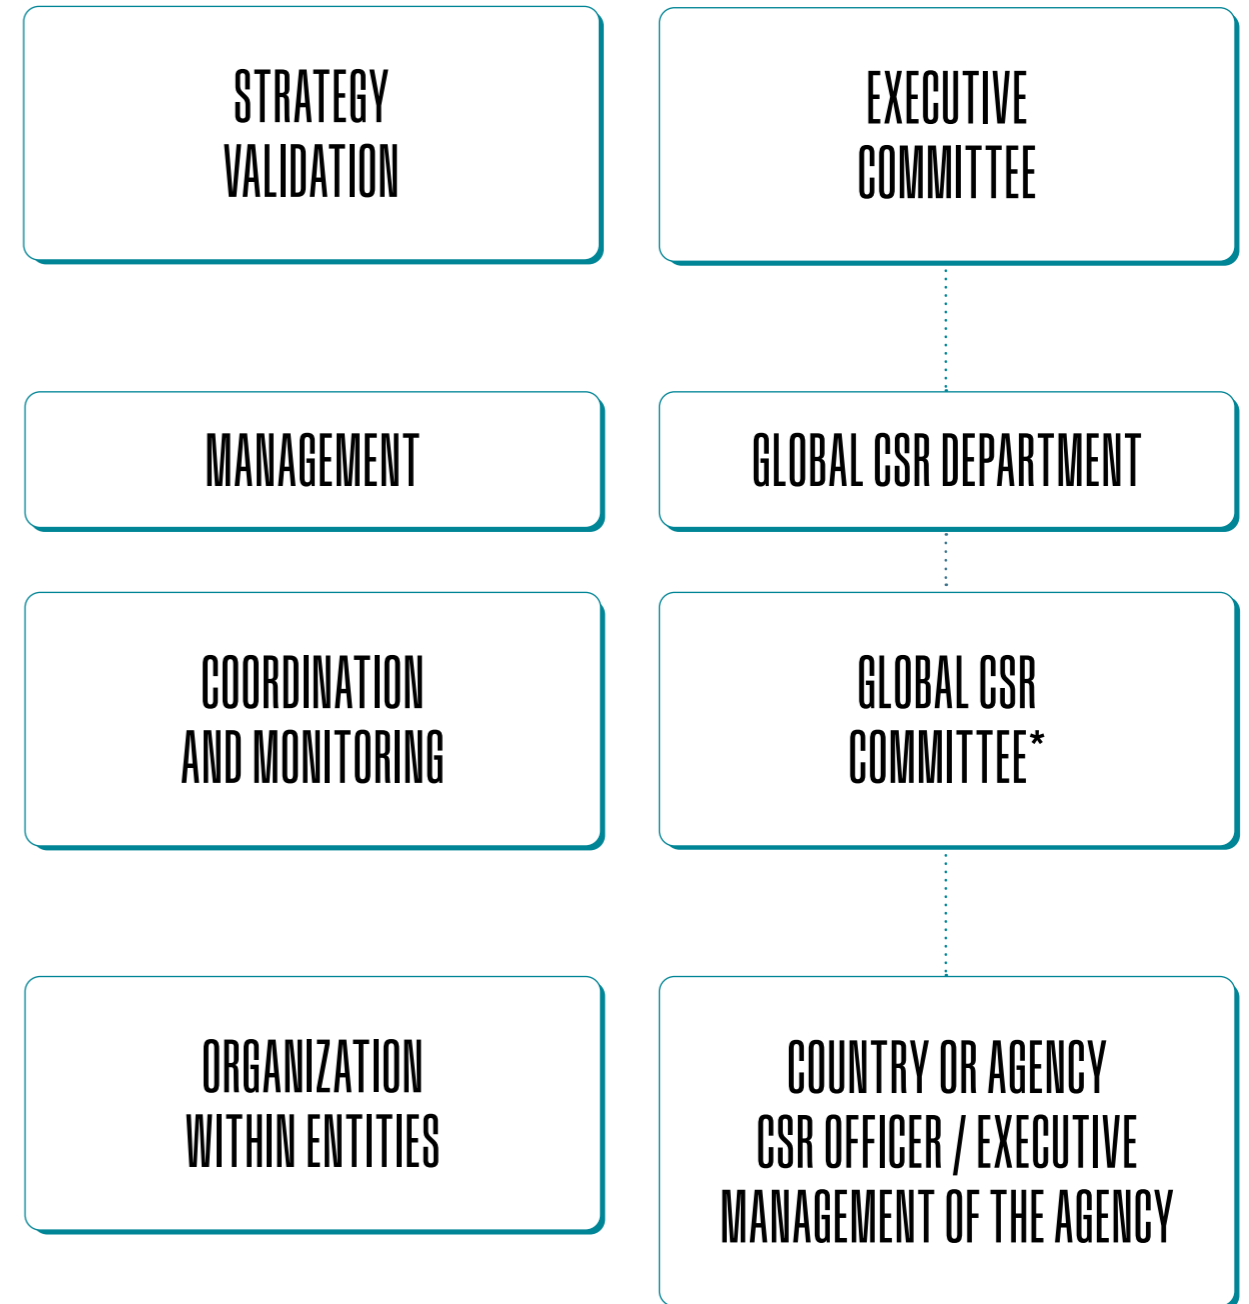 STRATEGY
VALIDATION
EXECUTIVE
COMMITTEE
MANAGEMENT
GLOBAL CSR DEPARTMENT
COORDINATION
AND MONITORING
GLOBAL CSR
COMMITTEE*
ORGANIZATION
WITHIN ENTITIES
COUNTRY OR AGENCY
CSR OFFICER / EXECUTIVE
MANAGEMENT OF THE AGENCY